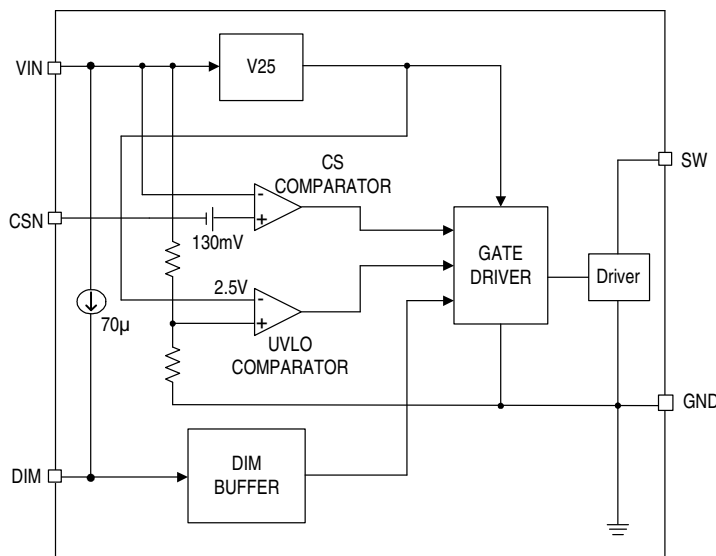 VIN
V25
SW
CS
COMPARATOR
-
+
CSN
130mV
GATE
DRIVER
Driver
2.5V
-
+
70µ
UVLO
COMPARATOR
GND
DIM
DIM
BUFFER